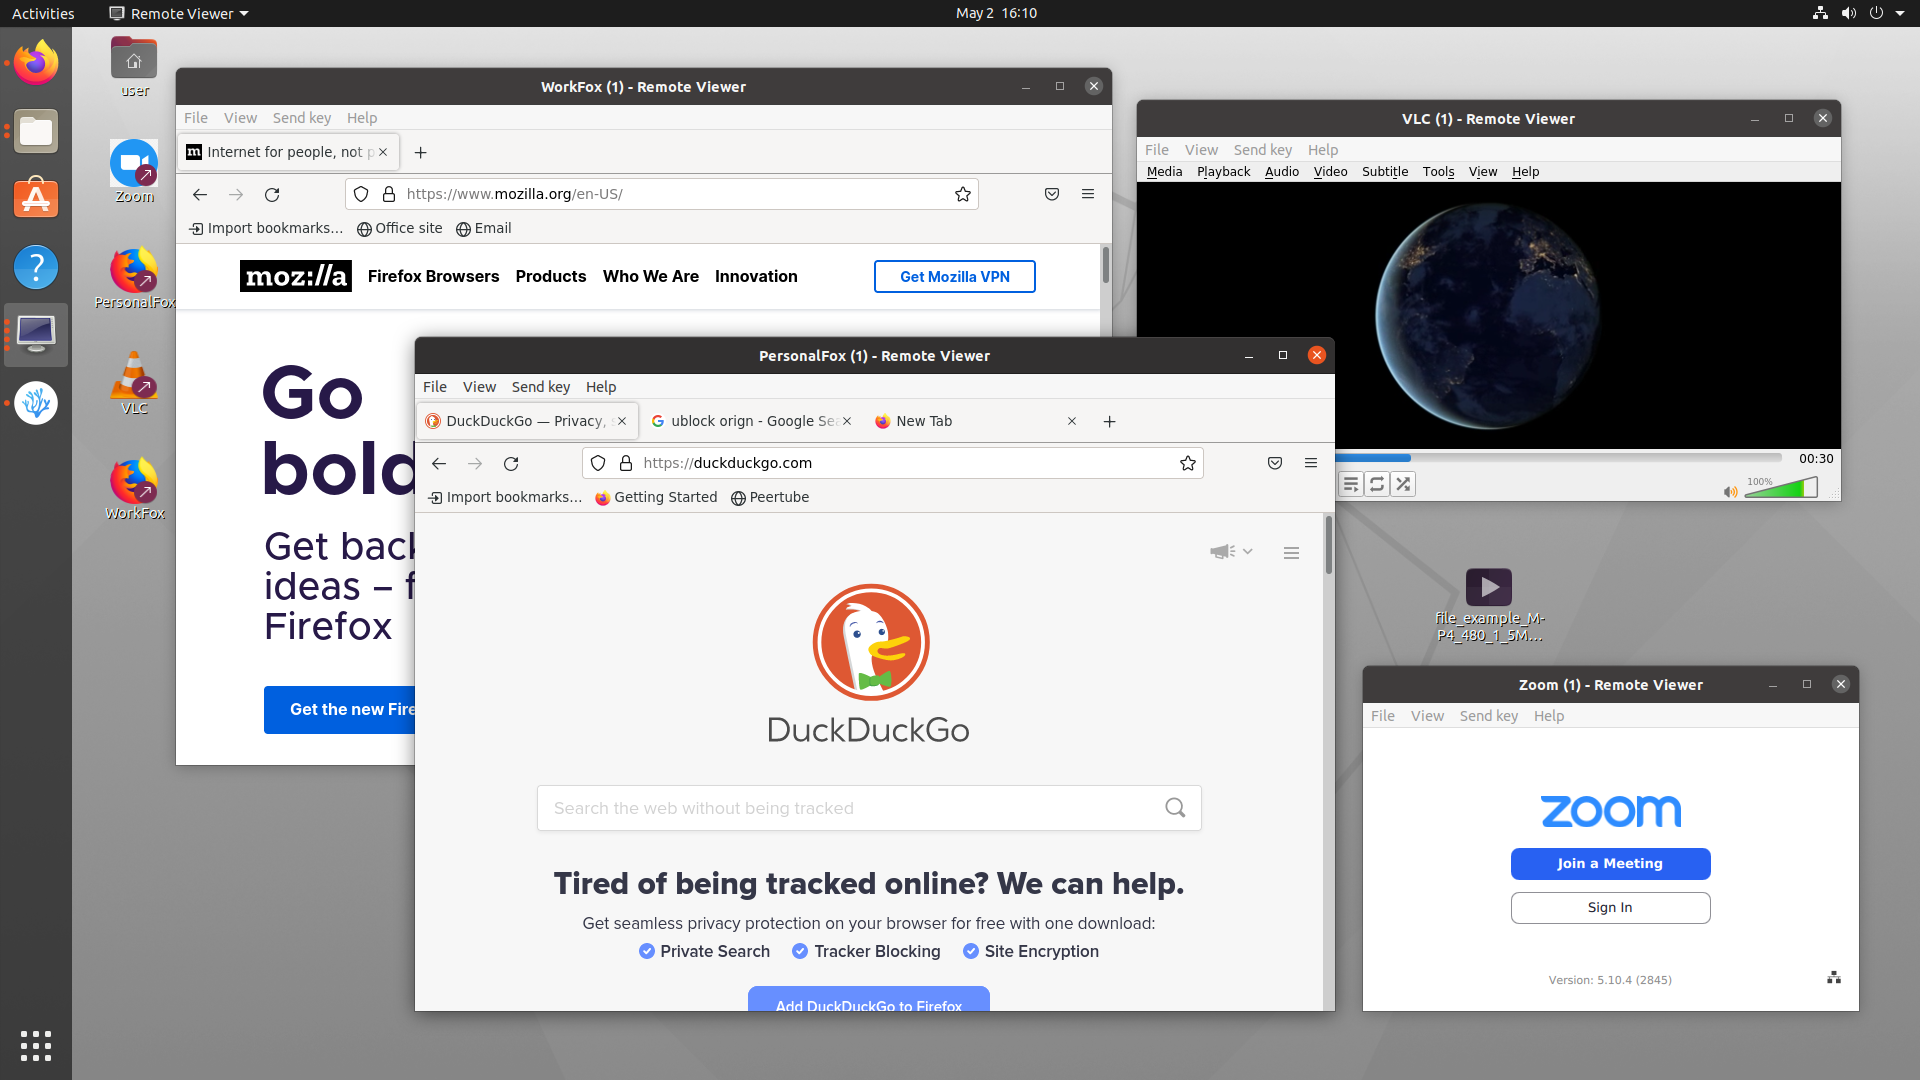 Activities
Remote Viewer
May 2 16:10
user
Zoom
PersonalFox
VLC
WorkFox
WorkFox (1) - Remote Viewer
File View Send key Help
Internet for people, not p
https://www.mozilla.org/en-US/
Import bookmarks... Office site Email
moz://a Firefox Browsers Products Who We Are Innovation Get Mozilla VPN
Go
bold
Get back
ideas – f
Firefox
Get the new Fire
VLC (1) - Remote Viewer
File View Send key Help
Media Playback Audio Video Subtitle Tools View Help
00:30
100%
PersonalFox (1) - Remote Viewer
File View Send key Help
DuckDuckGo — Privacy, s ublock orign - Google Sea New Tab
https://duckduckgo.com
Import bookmarks... Getting Started Peertube
DuckDuckGo
Search the web without being tracked
Tired of being tracked online? We can help.
Get seamless privacy protection on your browser for free with one download:
Private Search Tracker Blocking Site Encryption
Add DuckDuckGo to Firefox
file_example_M-
P4_480_1_5M...
Zoom (1) - Remote Viewer
File View Send key Help
zoom
Join a Meeting
Sign In
Version: 5.10.4 (2845)